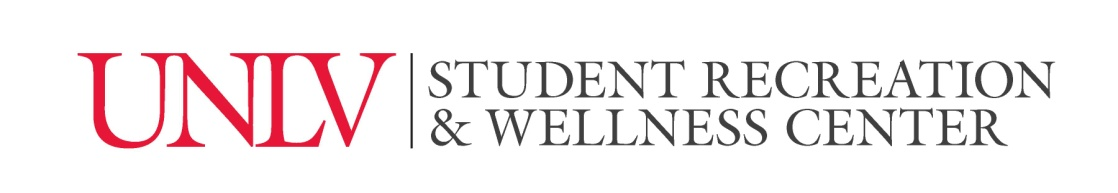 UNLV
STUDENT RECREATION
& WELLNESS CENTER